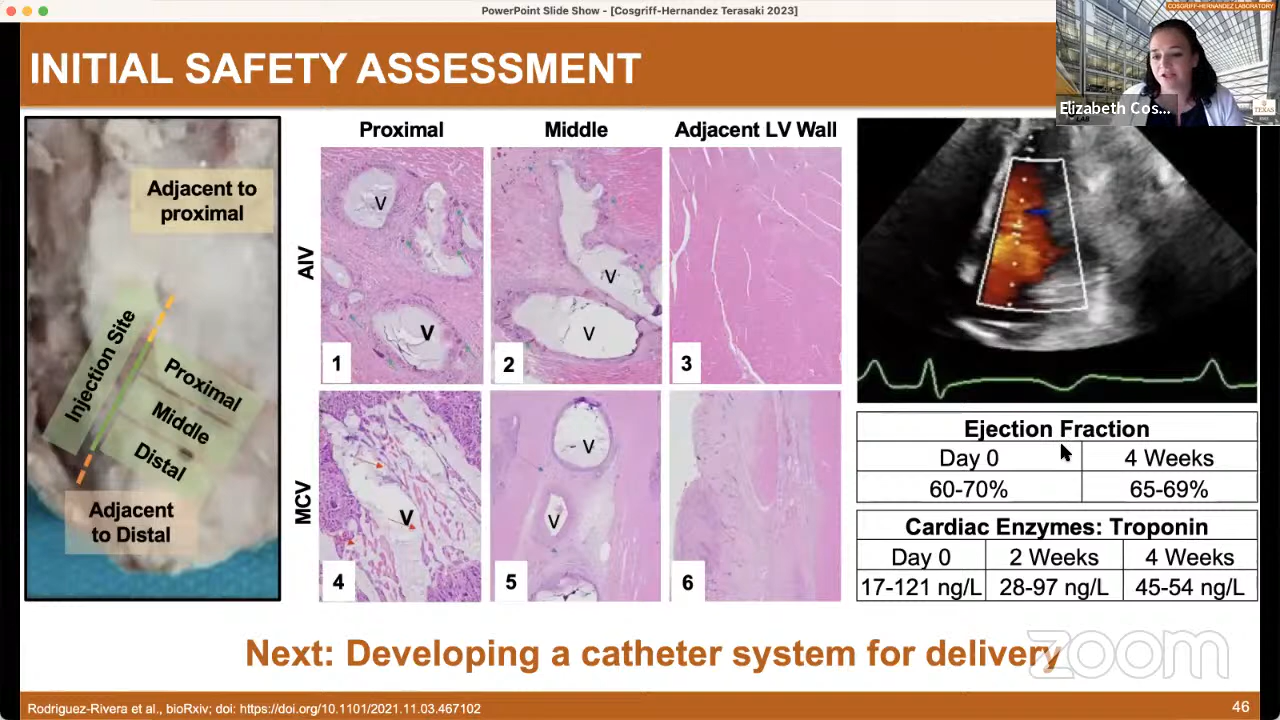 PowerPoint Slide Show - [Cosgriff-Hernandez Terasaki 2023]
COSGRIFF-HERNANDEZ LABORATORY
INITIAL SAFETY ASSESSMENT
Elizabeth Cos...
TEXAS
LAB
Adjacent to
proximal
Injection Site
Proximal
Middle
Distal
Adjacent
to Distal
Proximal
Middle
Adjacent LV Wall
AIV
V
V
V
V
1
2
3
MCV
V
V
V
4
5
6
Ejection Fraction
Day 0 4 Weeks
60-70% 65-69%
Cardiac Enzymes: Troponin
Day 0 2 Weeks 4 Weeks
17-121 ng/L 28-97 ng/L 45-54 ng/L
Next: Developing a catheter system for delivery
zoom
Rodriguez-Rivera et al., bioRxiv; doi: https://doi.org/10.1101/2021.11.03.467102
46